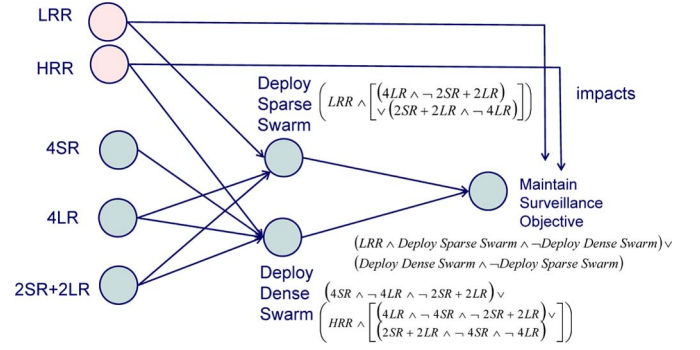 LRR
HRR
4SR
4LR
2SR+2LR
Deploy
Sparse
Swarm
(LRR ∧ [(4LR ∧ ¬ 2SR + 2LR)
∨ (2SR + 2LR ∧ ¬ 4LR)])
impacts
Maintain
Surveillance
Objective
(LRR ∧ Deploy Sparse Swarm ∧ ¬Deploy Dense Swarm) ∨
(Deploy Dense Swarm ∧ ¬Deploy Sparse Swarm)
Deploy
Dense
Swarm
(4SR ∧ ¬ 4LR ∧ ¬ 2SR + 2LR) ∨
(HRR ∧ [(4LR ∧ ¬ 4SR ∧ ¬ 2SR + 2LR) ∨
(2SR + 2LR ∧ ¬ 4SR ∧ ¬ 4LR)])